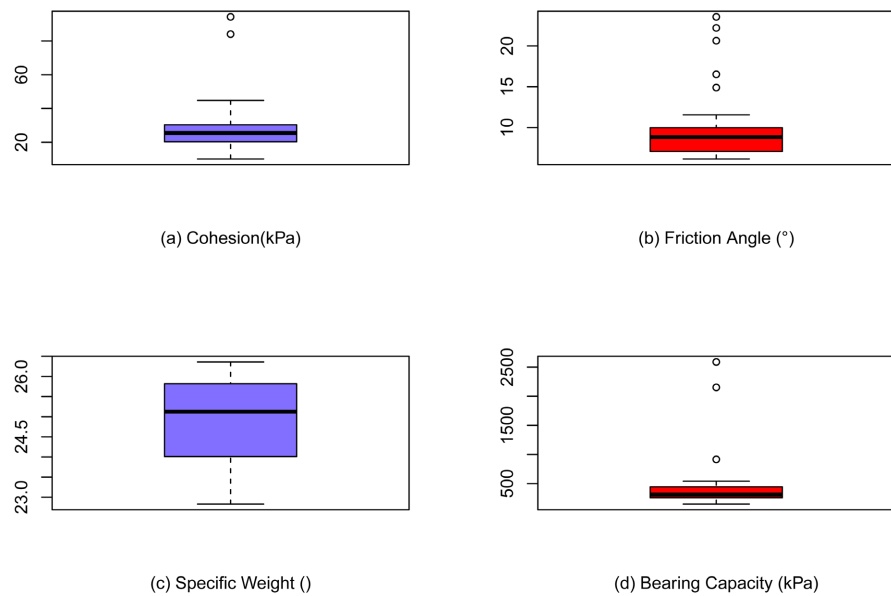 60
20
(a) Cohesion(kPa)
20
15
10
(b) Friction Angle (°)
26.0
24.5
23.0
(c) Specific Weight ()
2500
1500
500
(d) Bearing Capacity (kPa)